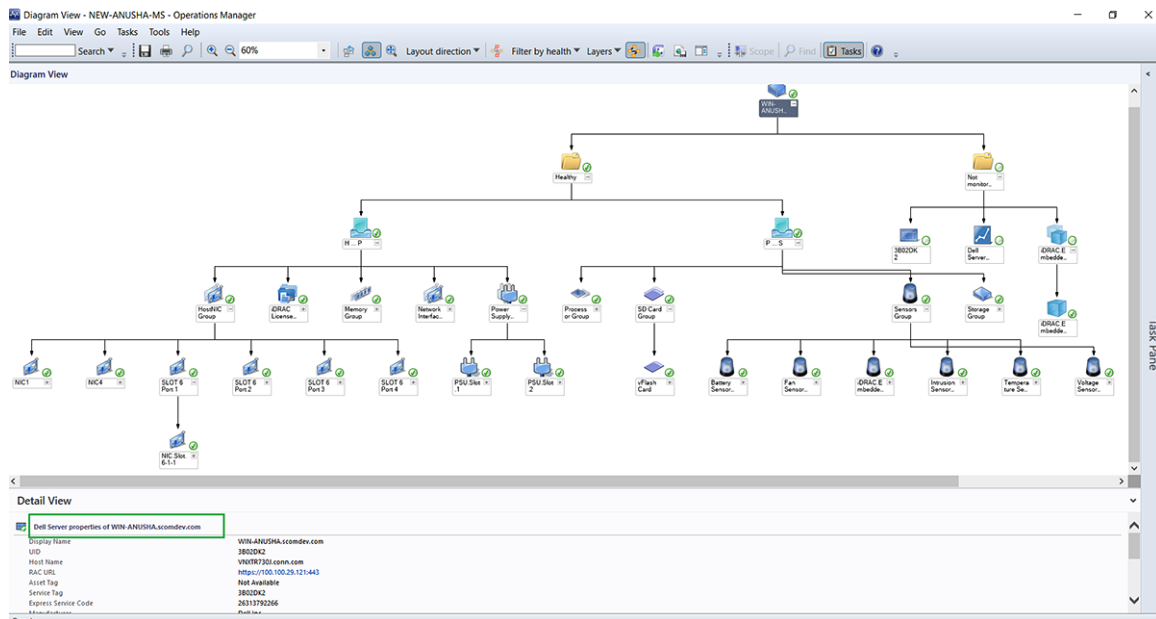 Diagram View - NEW-ANUSHA-MS - Operations Manager
File Edit View Go Tasks Tools Help
Search 60% Layout direction Filter by health Layers Scope Find Tasks
Diagram View
WIN-
ANUSH..
Healthy
Not
monitor..
H...P
P...S
3B02DK
2
Dell
Server..
iDRAC.E
mbedde..
HostNIC
Group
iDRAC
License..
Memory
Group
Network
Interfac..
Power
Supply..
Process
or Group
SD Card
Group
Sensors
Group
Storage
Group
iDRAC.E
mbedde..
NIC1
NIC4
SLOT 6
Port 1
SLOT 6
Port 2
SLOT 6
Port 3
SLOT 6
Port 4
PSU.Slot
.1
PSU.Slot
.2
vFlash
Card
Battery
Sensor..
Fan
Sensor..
iDRAC.E
mbedde..
Intrusion
Sensor..
Tempera
ture Se..
Voltage
Sensor..
NIC.Slot
6-1-1
Task Pane
Detail View
Dell Server properties of WIN-ANUSHA.scomdev.com
Display Name WIN-ANUSHA.scomdev.com
UID 3B02DK2
Host Name VNXTR730J.conn.com
RAC URL https://100.100.29.121:443
Asset Tag Not Available
Service Tag 3B02DK2
Express Service Code 26313792266
Manufacturer Dell Inc.